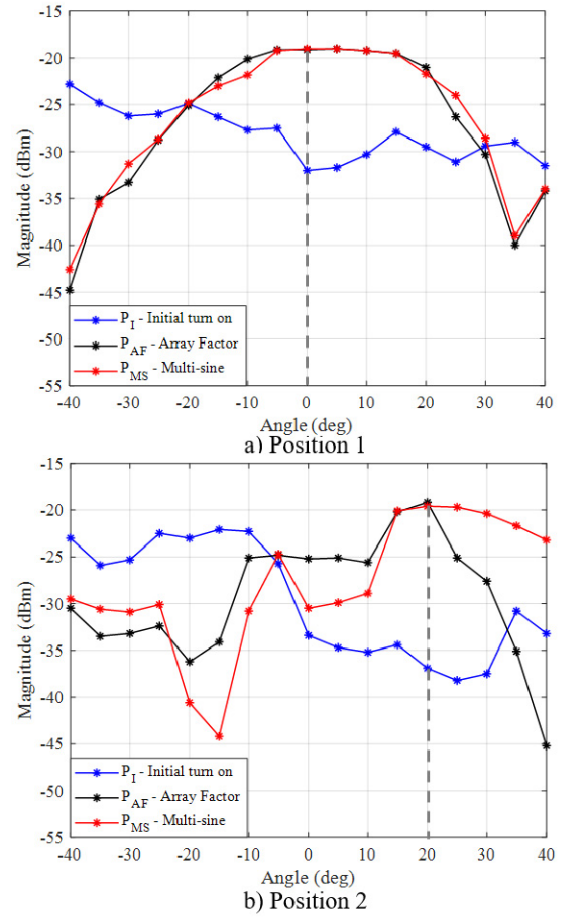 -15
-20
-25
-30
-35
-40
-45
-50
-55
Magnitude (dBm)
P_I - Initial turn on
P_AF - Array Factor
P_MS - Multi-sine
-40 -30 -20 -10 0 10 20 30 40
Angle (deg)
a) Position 1
-15
-20
-25
-30
-35
-40
-45
-50
-55
Magnitude (dBm)
P_I - Initial turn on
P_AF - Array Factor
P_MS - Multi-sine
-40 -30 -20 -10 0 10 20 30 40
Angle (deg)
b) Position 2